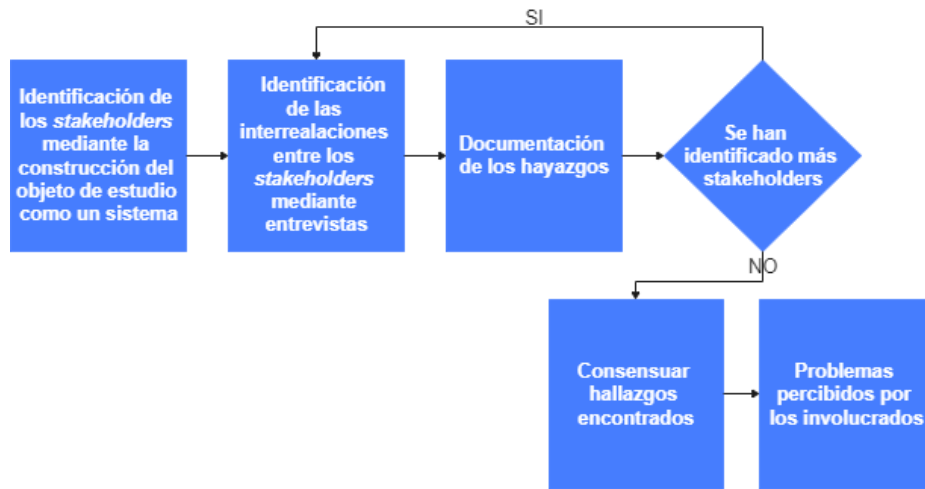 SI
Identificación de
los stakeholders
mediante la
construcción del
objeto de estudio
como un sistema
Identificación
de las
interrealaciones
entre los
stakeholders
mediante
entrevistas
Documentación
de los hayazgos
Se han
identificado más
stakeholders
NO
Consensuar
hallazgos
encontrados
Problemas
percibidos por
los involucrados